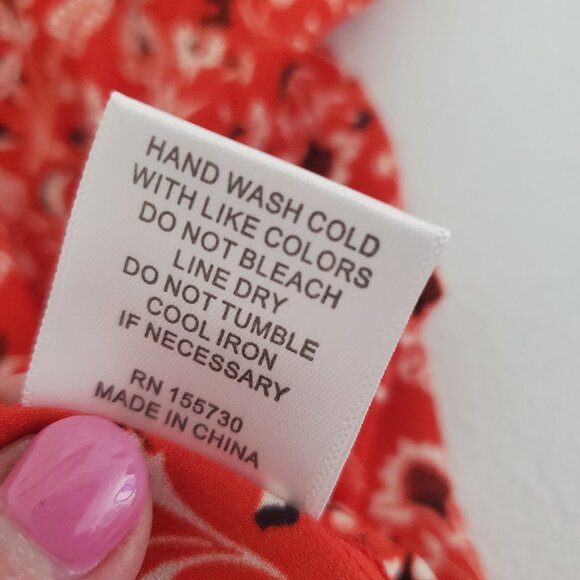 HAND WASH COLD
WITH LIKE COLORS
DO NOT BLEACH
LINE DRY
DO NOT TUMBLE
COOL IRON
IF NECESSARY
RN 155730
MADE IN CHINA